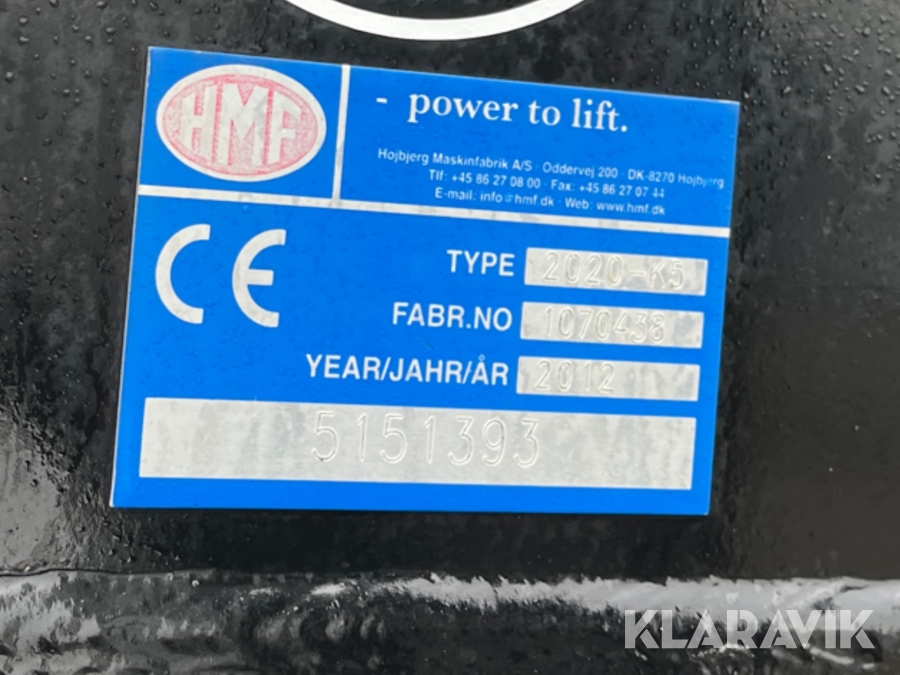 HMF
- power to lift.
Højbjerg Maskinfabrik A/S · Oddervej 200 · DK-8270 Højbjerg
Tlf: +45 86 27 08 00 · Fax: +45 86 27 07 44
E-mail: info@hmf.dk · Web: www.hmf.dk
CE
TYPE 2020-K5
FABR.NO 1070438
YEAR/JAHR/ÅR 2012
5151393
KLARAVIK